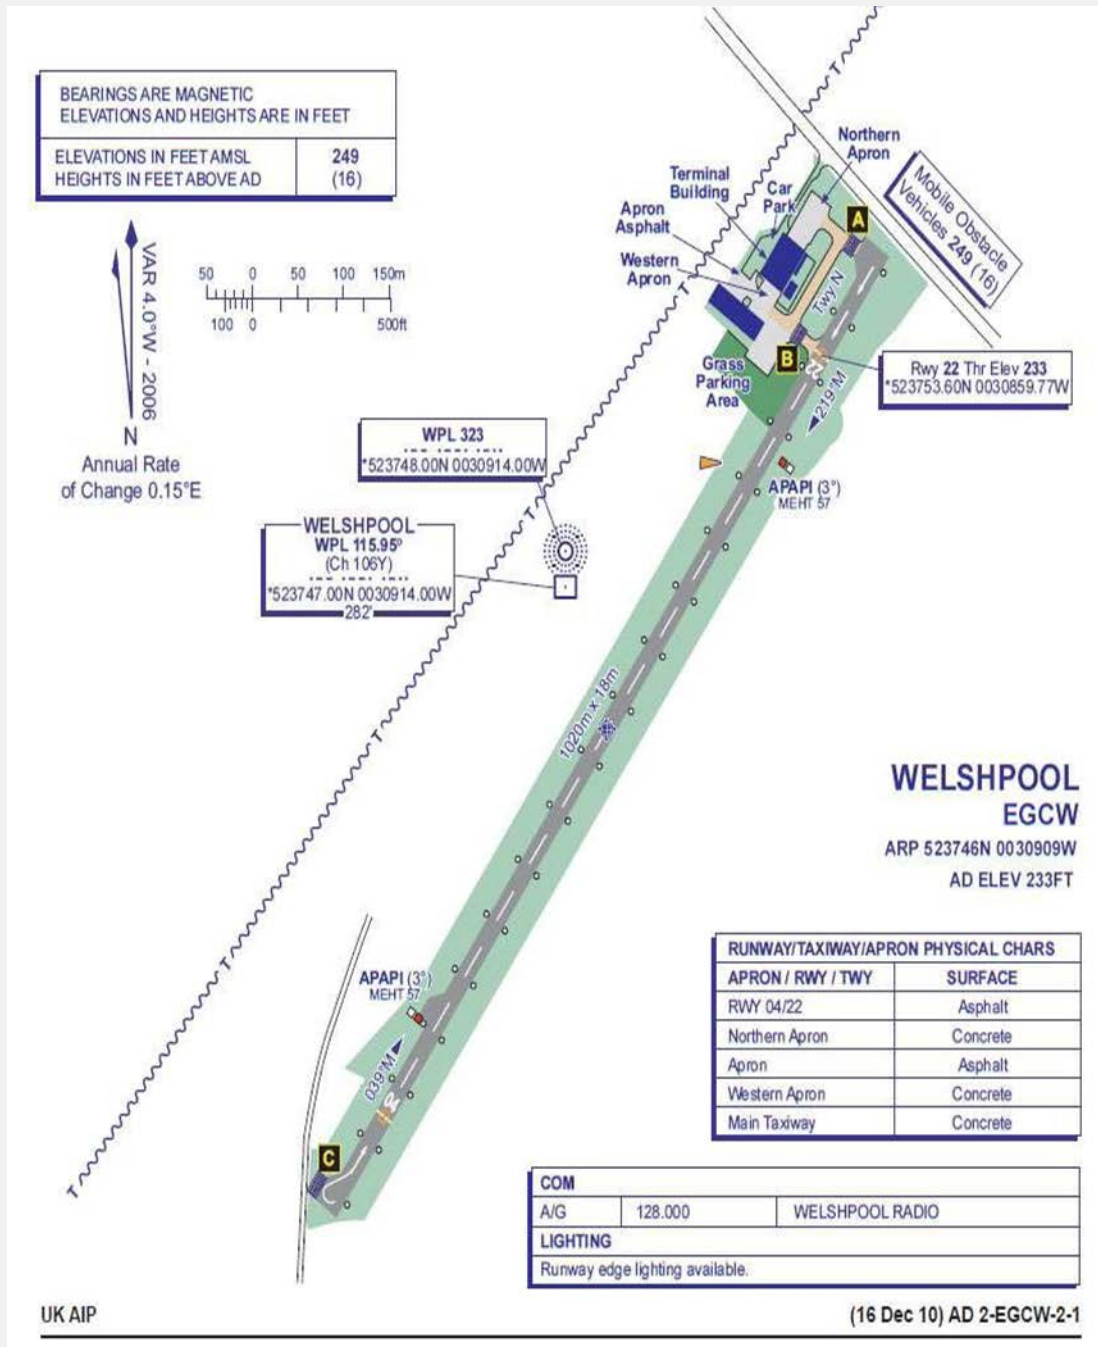 BEARINGS ARE MAGNETIC
ELEVATIONS AND HEIGHTS ARE IN FEET
ELEVATIONS IN FEET AMSL 249
HEIGHTS IN FEET ABOVE AD (16)
VAR 4.0°W - 2006
N
Annual Rate
of Change 0.15°E
50 0 50 100 150m
100 0 500ft
Northern
Apron
Terminal
Building
Car
Park
Apron
Asphalt
Western
Apron
A
Mobile Obstacle
Vehicles 249 (16)
Twy N
B
Grass
Parking
Area
22
219°M
Rwy 22 Thr Elev 233
*523753.60N 0030859.77W
WPL 323
*523748.00N 0030914.00W
APAPI (3°)
MEHT 57
WELSHPOOL
WPL 115.95ᴰ
(Ch 106Y)
*523747.00N 0030914.00W
282'
T
T
T
T
T
T
1020m x 18m
WELSHPOOL
EGCW
ARP 523746N 0030909W
AD ELEV 233FT
APAPI (3°)
MEHT 57
039°M
C
RUNWAY/TAXIWAY/APRON PHYSICAL CHARS
APRON / RWY / TWY SURFACE
RWY 04/22 Asphalt
Northern Apron Concrete
Apron Asphalt
Western Apron Concrete
Main Taxiway Concrete
COM
A/G 128.000 WELSHPOOL RADIO
LIGHTING
Runway edge lighting available.
UK AIP
(16 Dec 10) AD 2-EGCW-2-1